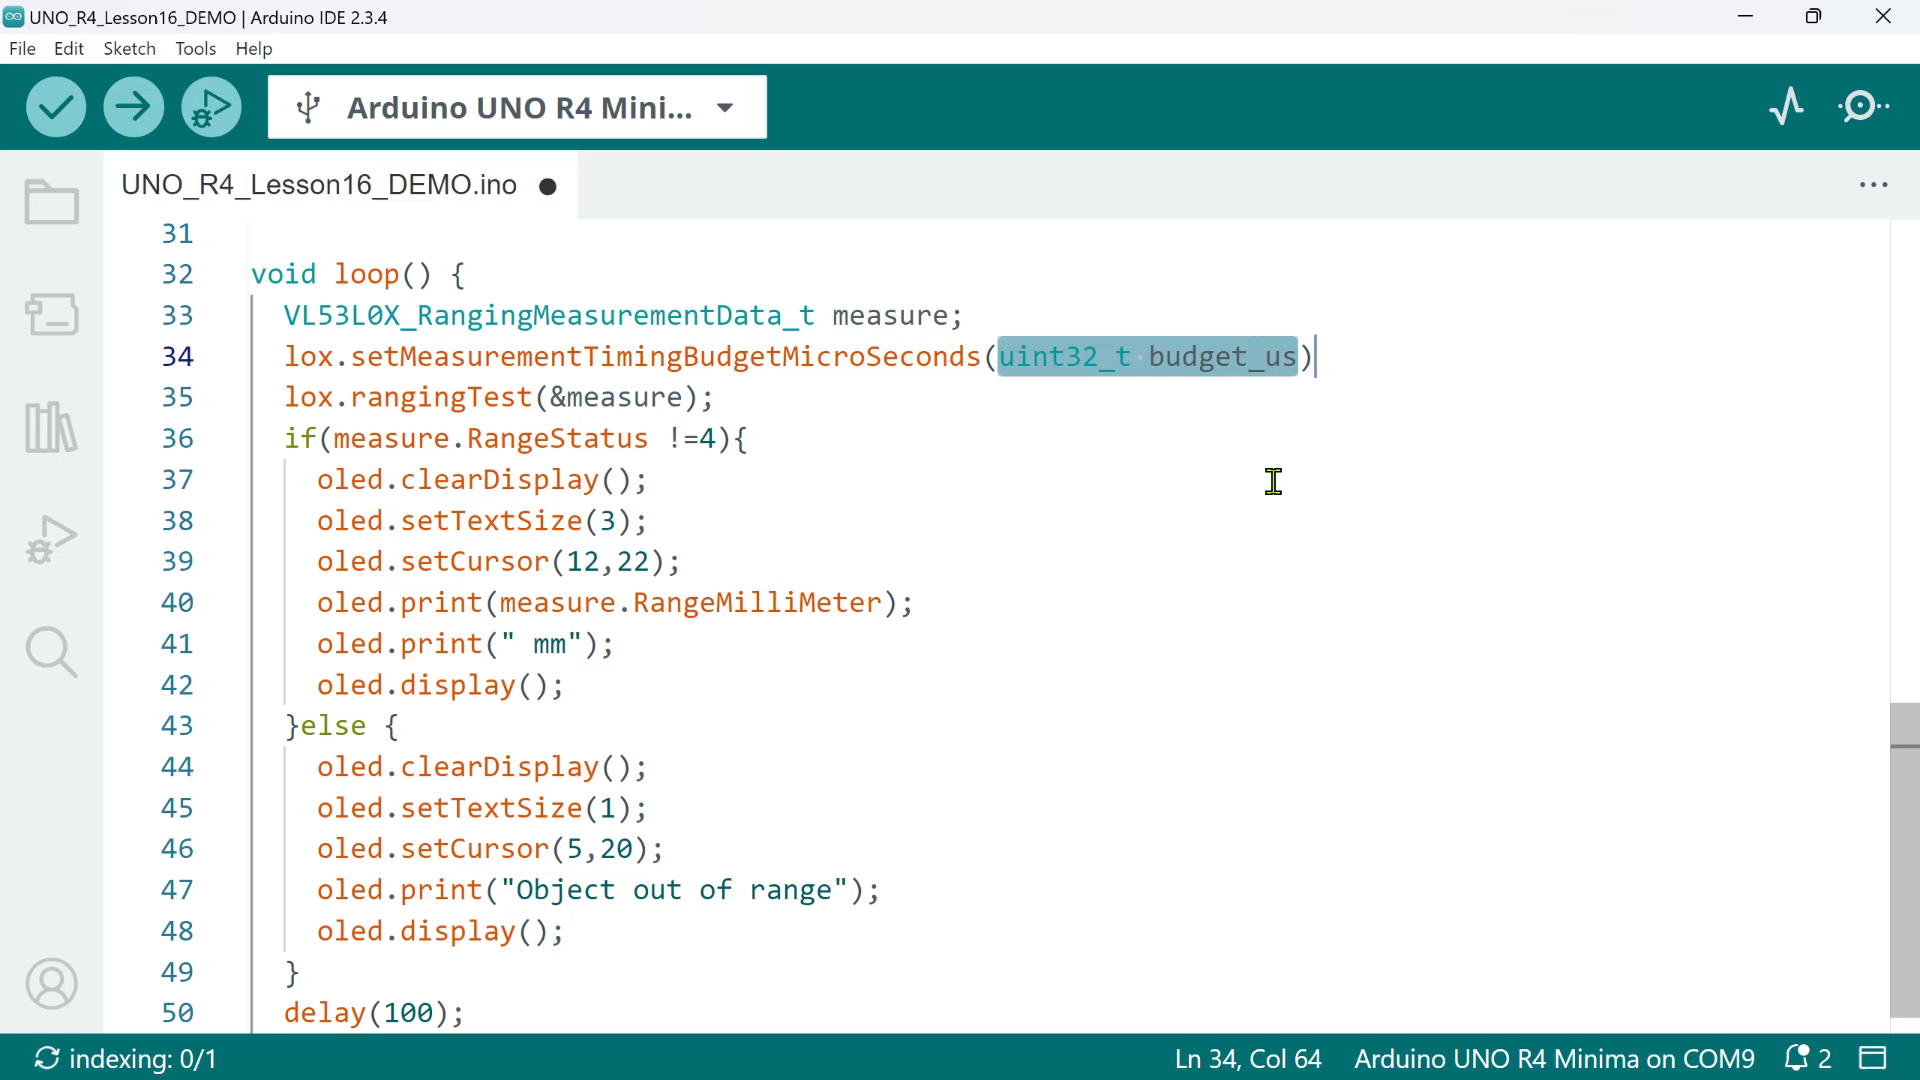 UNO_R4_Lesson16_DEMO | Arduino IDE 2.3.4
File Edit Sketch Tools Help
Arduino UNO R4 Mini...
UNO_R4_Lesson16_DEMO.ino
31
32 void loop() {
33 VL53L0X_RangingMeasurementData_t measure;
34 lox.setMeasurementTimingBudgetMicroSeconds(uint32_t budget_us)
35 lox.rangingTest(&measure);
36 if(measure.RangeStatus !=4){
37 oled.clearDisplay();
38 oled.setTextSize(3);
39 oled.setCursor(12,22);
40 oled.print(measure.RangeMilliMeter);
41 oled.print(" mm");
42 oled.display();
43 }else {
44 oled.clearDisplay();
45 oled.setTextSize(1);
46 oled.setCursor(5,20);
47 oled.print("Object out of range");
48 oled.display();
49 }
50 delay(100);
indexing: 0/1 Ln 34, Col 64 Arduino UNO R4 Minima on COM9 2